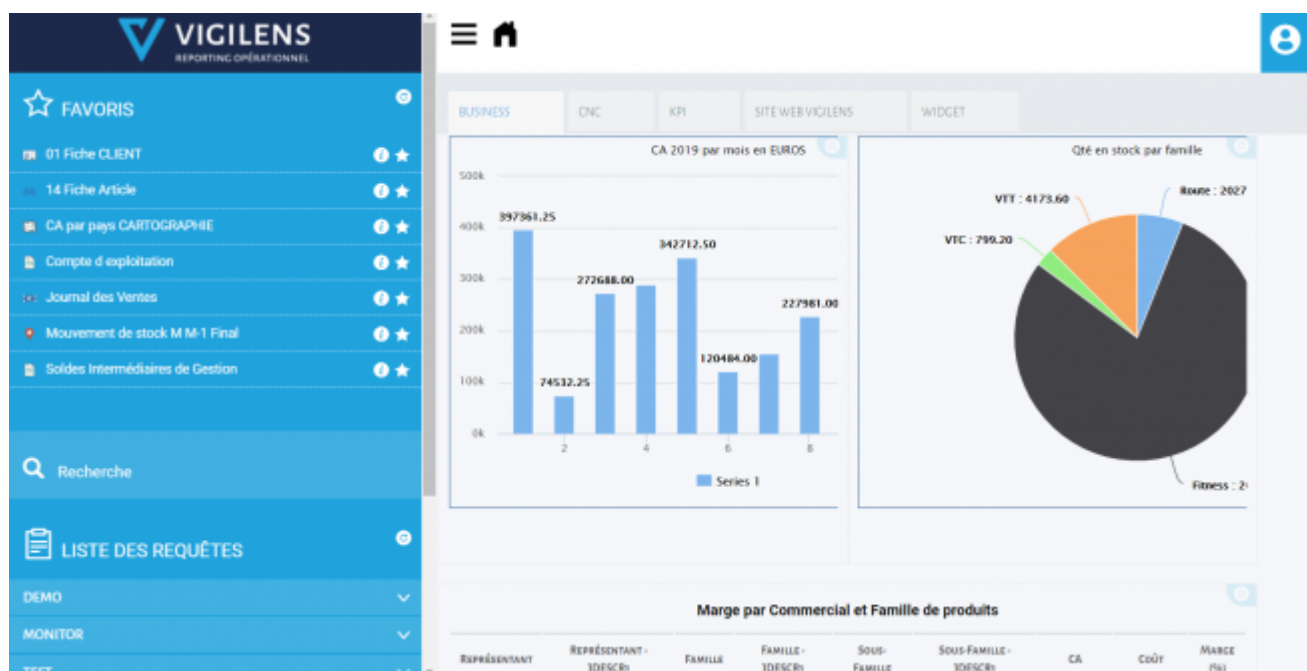 VIGILENS
REPORTING OPÉRATIONNEL
FAVORIS
01 Fiche CLIENT
14 Fiche Article
CA par pays CARTOGRAPHIE
Compte d exploitation
Journal des Ventes
Mouvement de stock M M-1 Final
Soldes Intermédiaires de Gestion
Recherche
LISTE DES REQUÊTES
DEMO
MONITOR
TEST
BUSINESS CNC KPI SITE WEB VIGILENS WIDGET
CA 2019 par mois en EUROS
500k
400k
300k
200k
100k
0k
397361.25
74532.25
272688.00
342712.50
120484.00
227981.00
2 4 6 8
Series 1
Qté en stock par famille
VTT : 4173.60
Route : 2027
VTC : 799.20
Fitness : 2
Marge par Commercial et Famille de produits
REPRÉSENTANT
REPRÉSENTANT -
IDESCR1
FAMILLE
FAMILLE -
IDESCR1
SOUS-
FAMILLE
SOUS-FAMILLE -
IDESCR1
CA
COÛT
MARGE
(%)